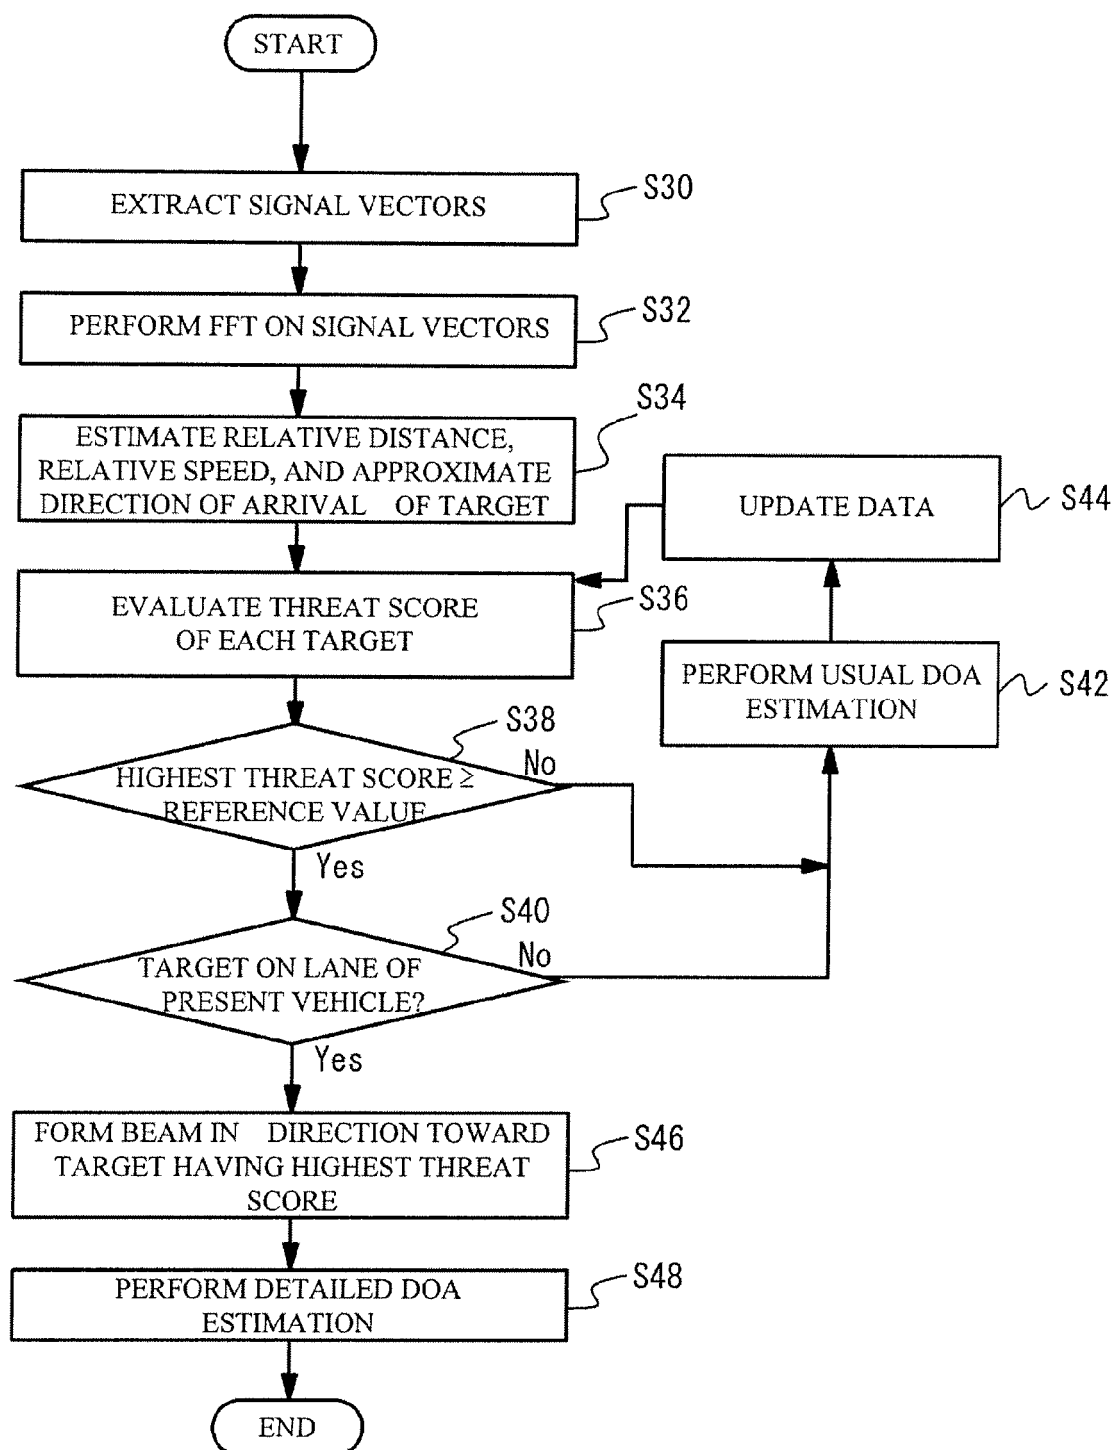 START
EXTRACT SIGNAL VECTORS
S30
PERFORM FFT ON SIGNAL VECTORS
S32
ESTIMATE RELATIVE DISTANCE,
RELATIVE SPEED, AND APPROXIMATE
DIRECTION OF ARRIVAL OF TARGET
S34
UPDATE DATA
S44
EVALUATE THREAT SCORE
OF EACH TARGET
S36
PERFORM USUAL DOA
ESTIMATION
S42
HIGHEST THREAT SCORE ≥
REFERENCE VALUE
S38
No
Yes
TARGET ON LANE OF
PRESENT VEHICLE?
S40
No
Yes
FORM BEAM IN DIRECTION TOWARD
TARGET HAVING HIGHEST THREAT
SCORE
S46
PERFORM DETAILED DOA
ESTIMATION
S48
END